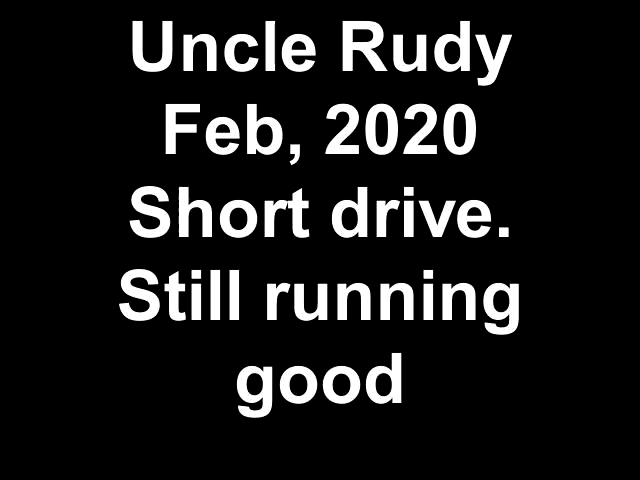 Uncle Rudy
Feb, 2020
Short drive.
Still running
good